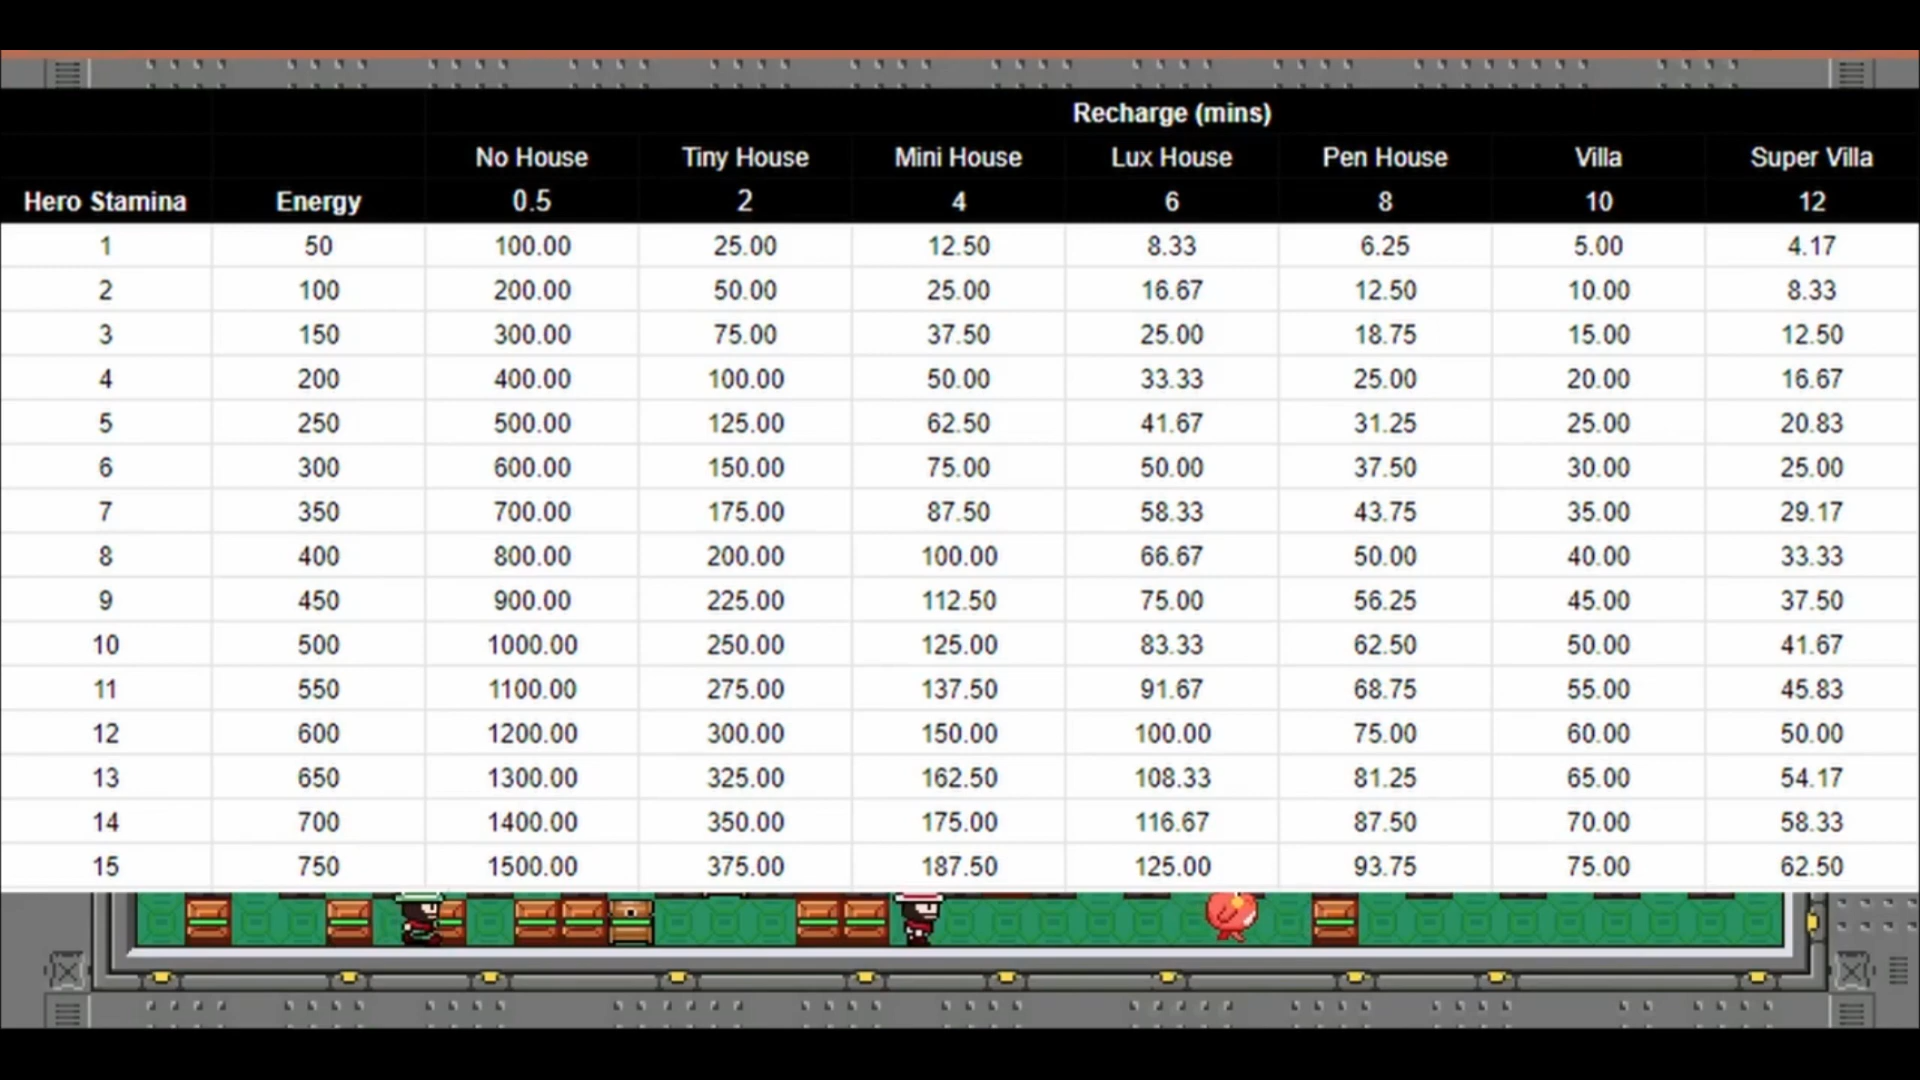 Recharge (mins)
No House Tiny House Mini House Lux House Pen House Villa Super Villa
Hero Stamina Energy 0.5 2 4 6 8 10 12
1 50 100.00 25.00 12.50 8.33 6.25 5.00 4.17
2 100 200.00 50.00 25.00 16.67 12.50 10.00 8.33
3 150 300.00 75.00 37.50 25.00 18.75 15.00 12.50
4 200 400.00 100.00 50.00 33.33 25.00 20.00 16.67
5 250 500.00 125.00 62.50 41.67 31.25 25.00 20.83
6 300 600.00 150.00 75.00 50.00 37.50 30.00 25.00
7 350 700.00 175.00 87.50 58.33 43.75 35.00 29.17
8 400 800.00 200.00 100.00 66.67 50.00 40.00 33.33
9 450 900.00 225.00 112.50 75.00 56.25 45.00 37.50
10 500 1000.00 250.00 125.00 83.33 62.50 50.00 41.67
11 550 1100.00 275.00 137.50 91.67 68.75 55.00 45.83
12 600 1200.00 300.00 150.00 100.00 75.00 60.00 50.00
13 650 1300.00 325.00 162.50 108.33 81.25 65.00 54.17
14 700 1400.00 350.00 175.00 116.67 87.50 70.00 58.33
15 750 1500.00 375.00 187.50 125.00 93.75 75.00 62.50